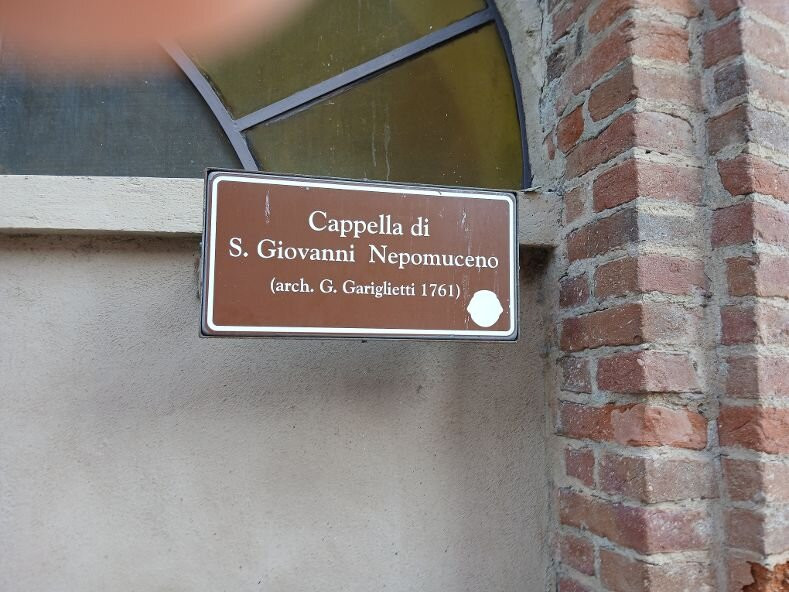 Cappella di
S. Giovanni Nepomuceno
(arch. G. Gariglietti 1761)